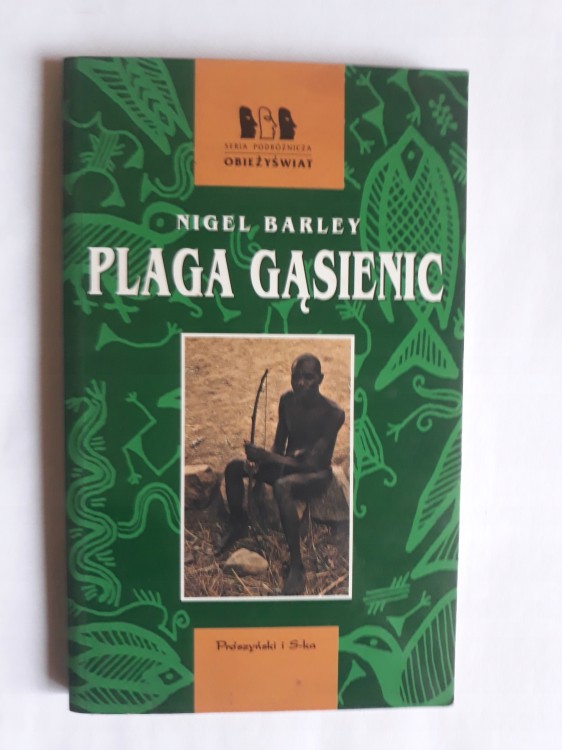 SERIA PODRÓŻNICZA
OBIEŻYŚWIAT
NIGEL BARLEY
PLAGA GĄSIENIC
Prószyński i S-ka